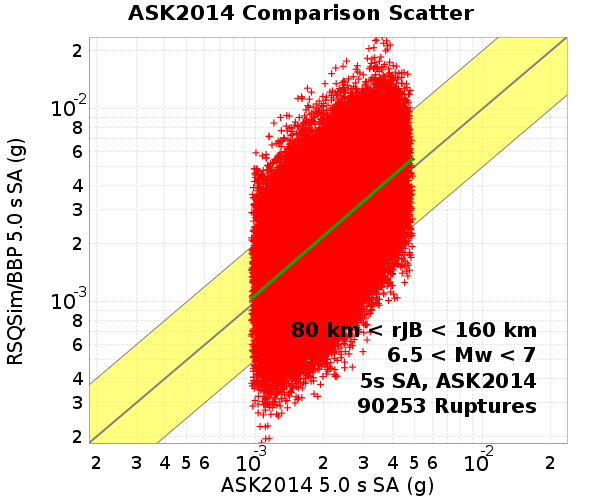 ASK2014 Comparison Scatter
RSQSim/BBP 5.0 s SA (g)
2
10-2
8
6
4
3
2
10-3
8
6
4
3
2
80 km < rJB < 160 km
6.5 < Mw < 7
5s SA, ASK2014
90253 Ruptures
2 3 4 5 6 10-3 2 3 4 5 6 10-2 2
ASK2014 5.0 s SA (g)